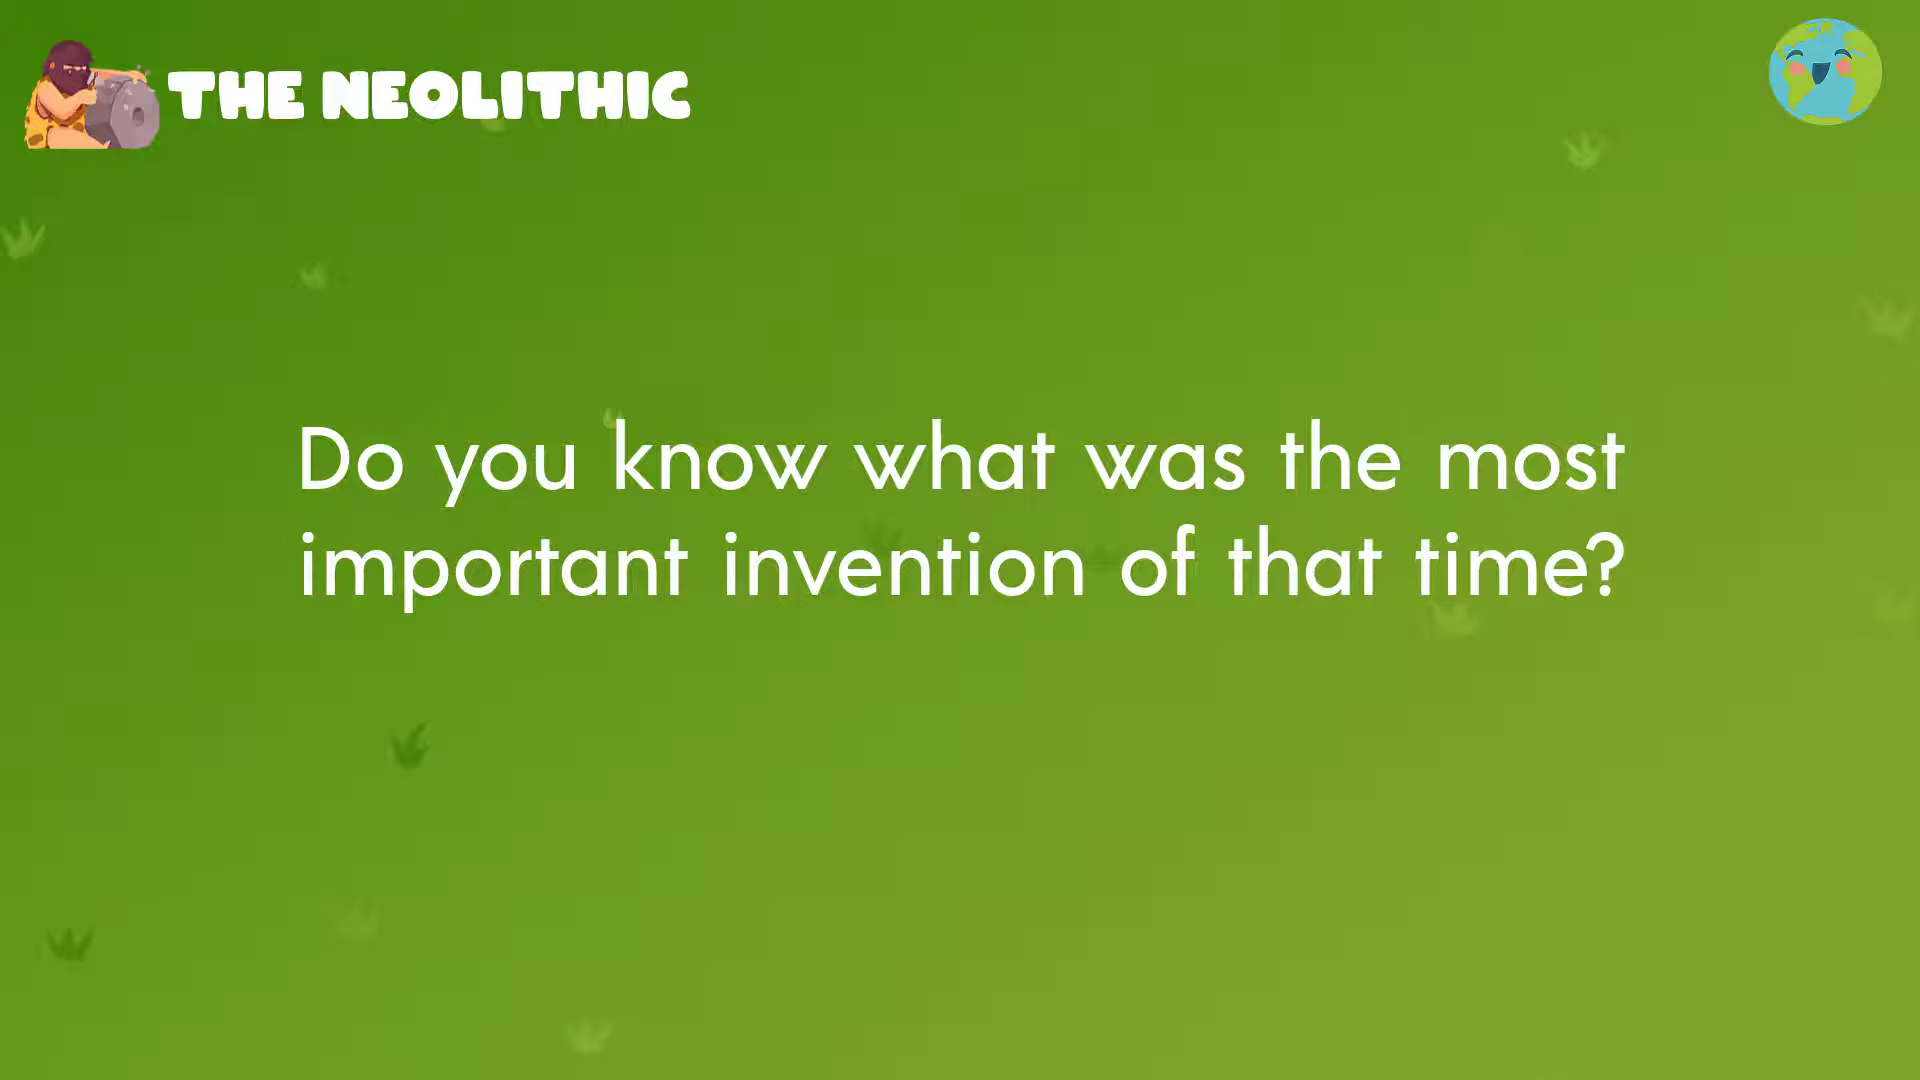 THE NEOLITHIC
Do you know what was the most
important invention of that time?